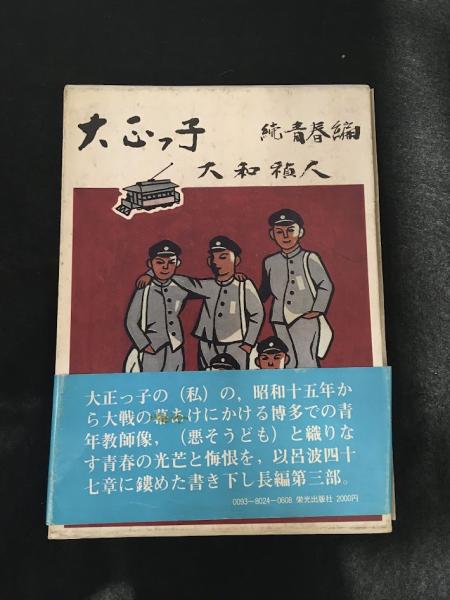 大正っ子 続青春編
大和禎人
大正っ子の（私）の，昭和十五年か
ら大戦の幕あけにかける博多での青
年教師像，（悪そうども）と織りな
す青春の光芒と悔恨を，以呂波四十
七章に鏤めた書き下し長編第三部。
0093-8024-0608 栄光出版社 2000円